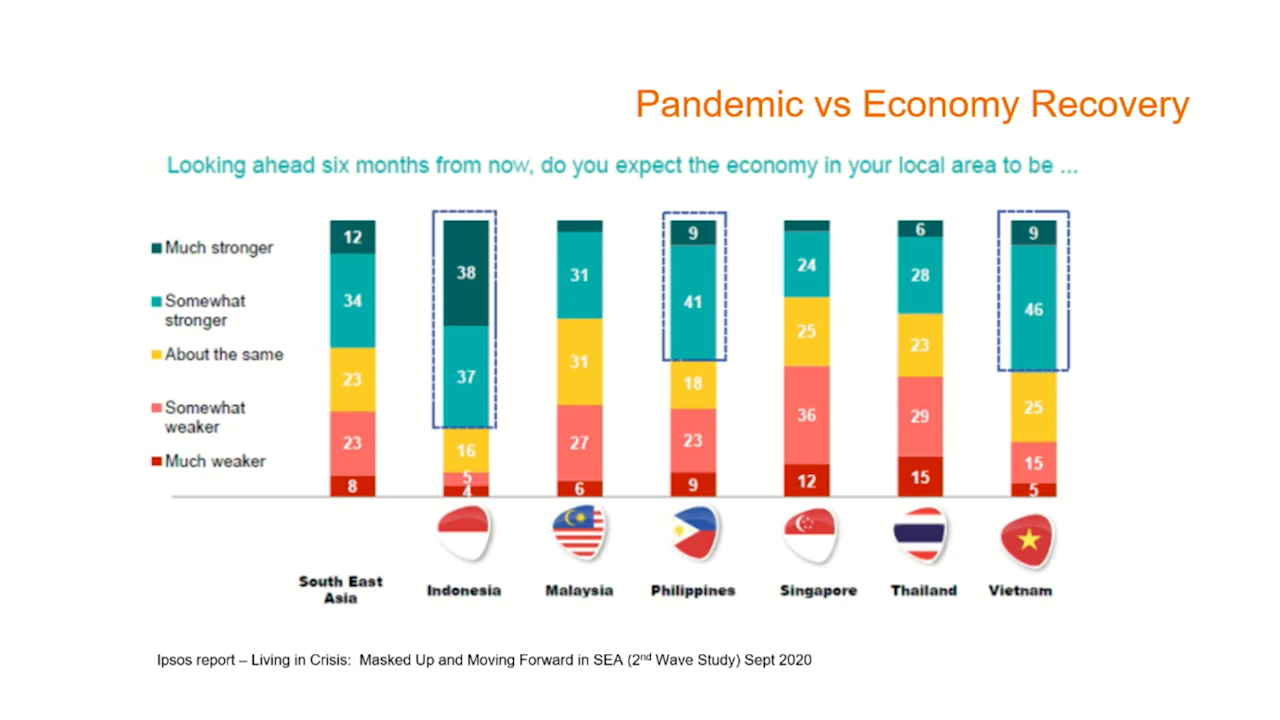 Pandemic vs Economy Recovery
Looking ahead six months from now, do you expect the economy in your local area to be ...
Much stronger
Somewhat
stronger
About the same
Somewhat
weaker
Much weaker
12
34
23
23
8
38
37
16
5
4
31
31
27
6
9
41
18
23
9
24
25
36
12
6
28
23
29
15
9
46
25
15
5
South East
Asia
Indonesia
Malaysia
Philippines
Singapore
Thailand
Vietnam
Ipsos report – Living in Crisis: Masked Up and Moving Forward in SEA (2nd Wave Study) Sept 2020